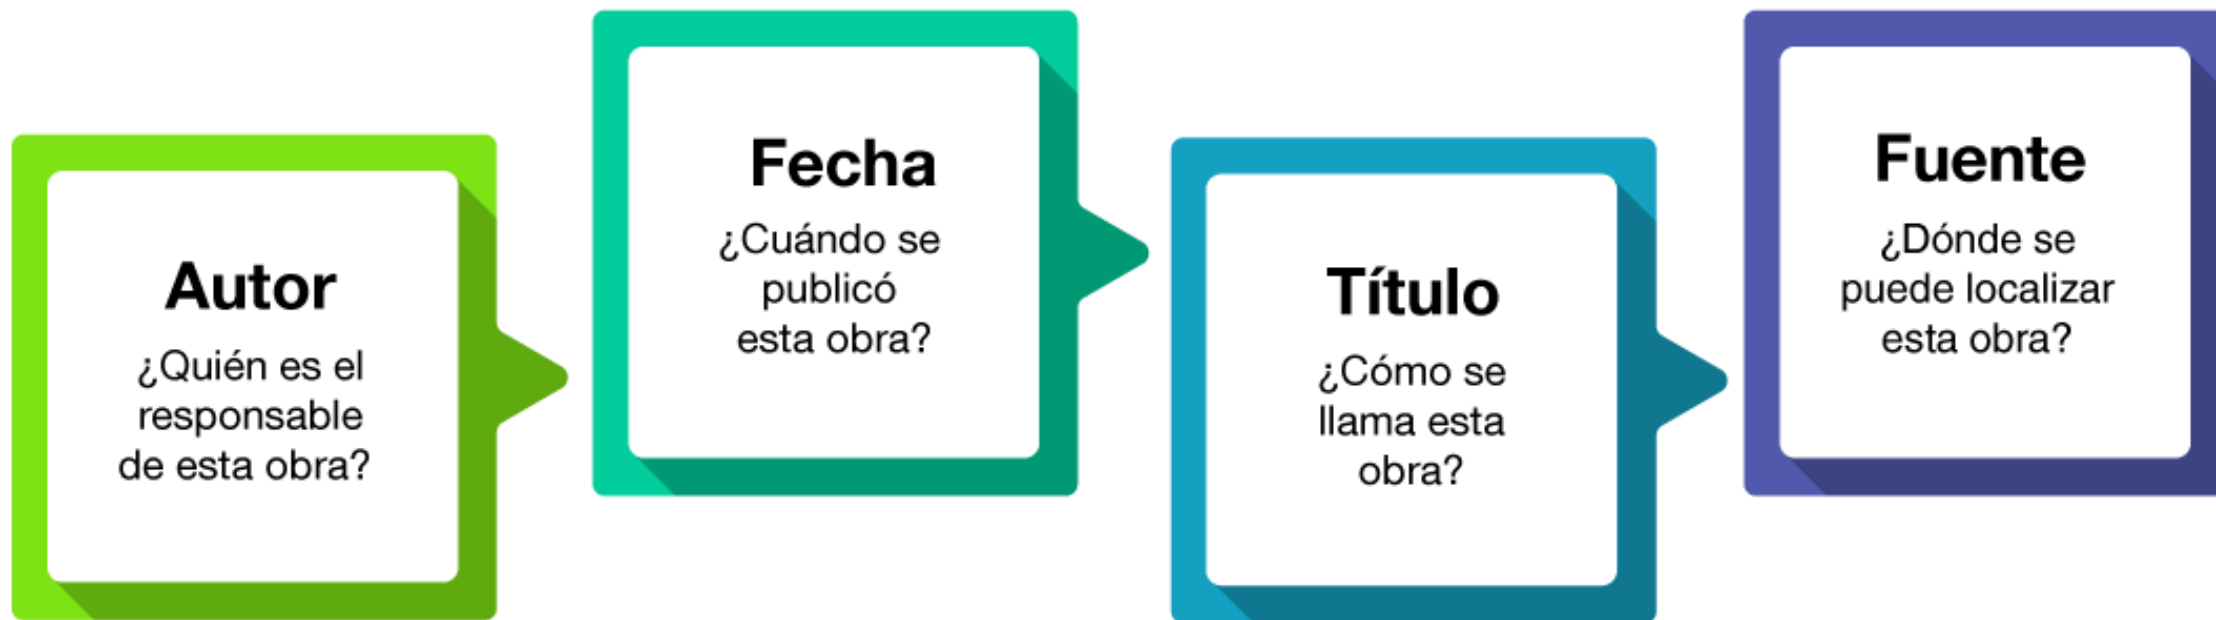 Autor
¿Quién es el
responsable
de esta obra?
Fecha
¿Cuándo se
publicó
esta obra?
Título
¿Cómo se
llama esta
obra?
Fuente
¿Dónde se
puede localizar
esta obra?